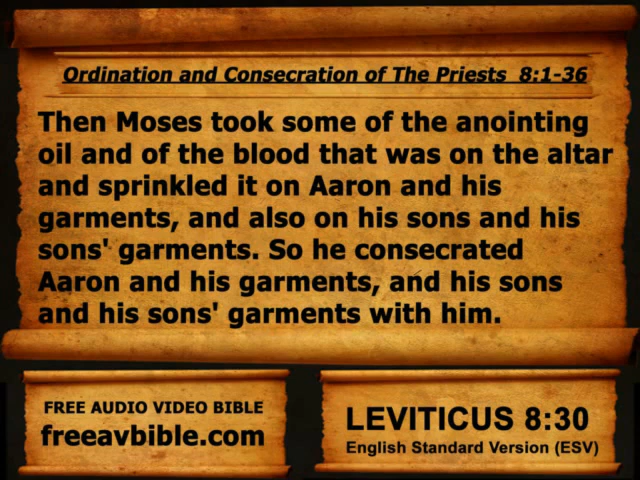 Ordination and Consecration of The Priests 8:1-36
Then Moses took some of the anointing
oil and of the blood that was on the altar
and sprinkled it on Aaron and his
garments, and also on his sons and his
sons' garments. So he consecrated
Aaron and his garments, and his sons
and his sons' garments with him.
FREE AUDIO VIDEO BIBLE
freeavbible.com
LEVITICUS 8:30
English Standard Version (ESV)